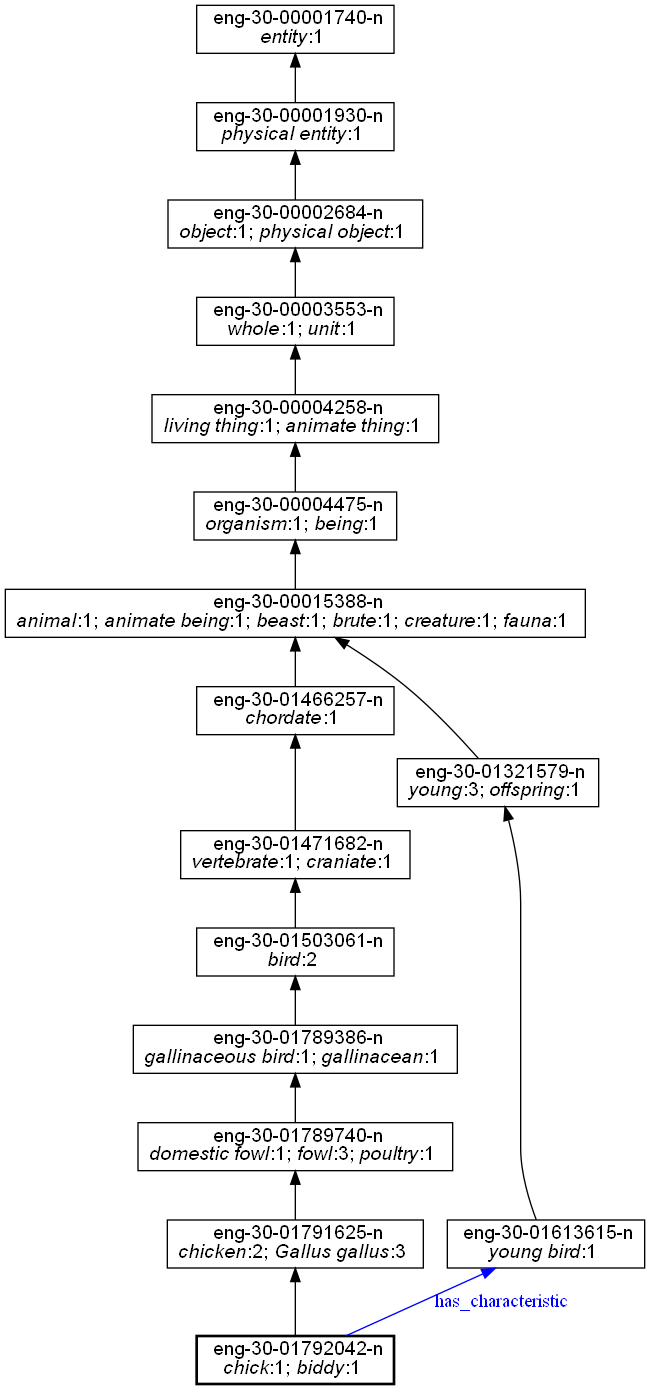 eng-30-00001740-n
entity:1
eng-30-00001930-n
physical entity:1
eng-30-00002684-n
object:1; physical object:1
eng-30-00003553-n
whole:1; unit:1
eng-30-00004258-n
living thing:1; animate thing:1
eng-30-00004475-n
organism:1; being:1
eng-30-00015388-n
animal:1; animate being:1; beast:1; brute:1; creature:1; fauna:1
eng-30-01466257-n
chordate:1
eng-30-01321579-n
young:3; offspring:1
eng-30-01471682-n
vertebrate:1; craniate:1
eng-30-01503061-n
bird:2
eng-30-01789386-n
gallinaceous bird:1; gallinacean:1
eng-30-01789740-n
domestic fowl:1; fowl:3; poultry:1
eng-30-01791625-n
chicken:2; Gallus gallus:3
eng-30-01613615-n
young bird:1
has_characteristic
eng-30-01792042-n
chick:1; biddy:1